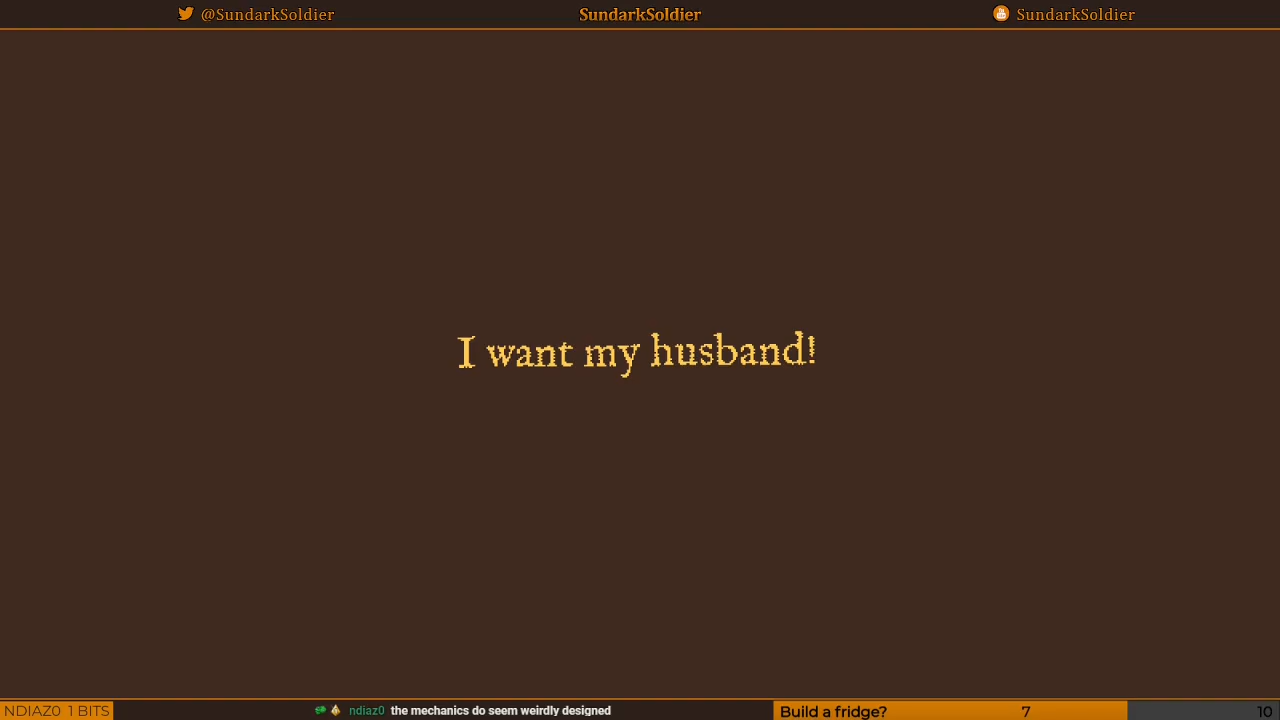 @SundarkSoldier SundarkSoldier SundarkSoldier
I want my husband!
NDIAZ0 1 BITS ndiaz0 the mechanics do seem weirdly designed Build a fridge? 7 10